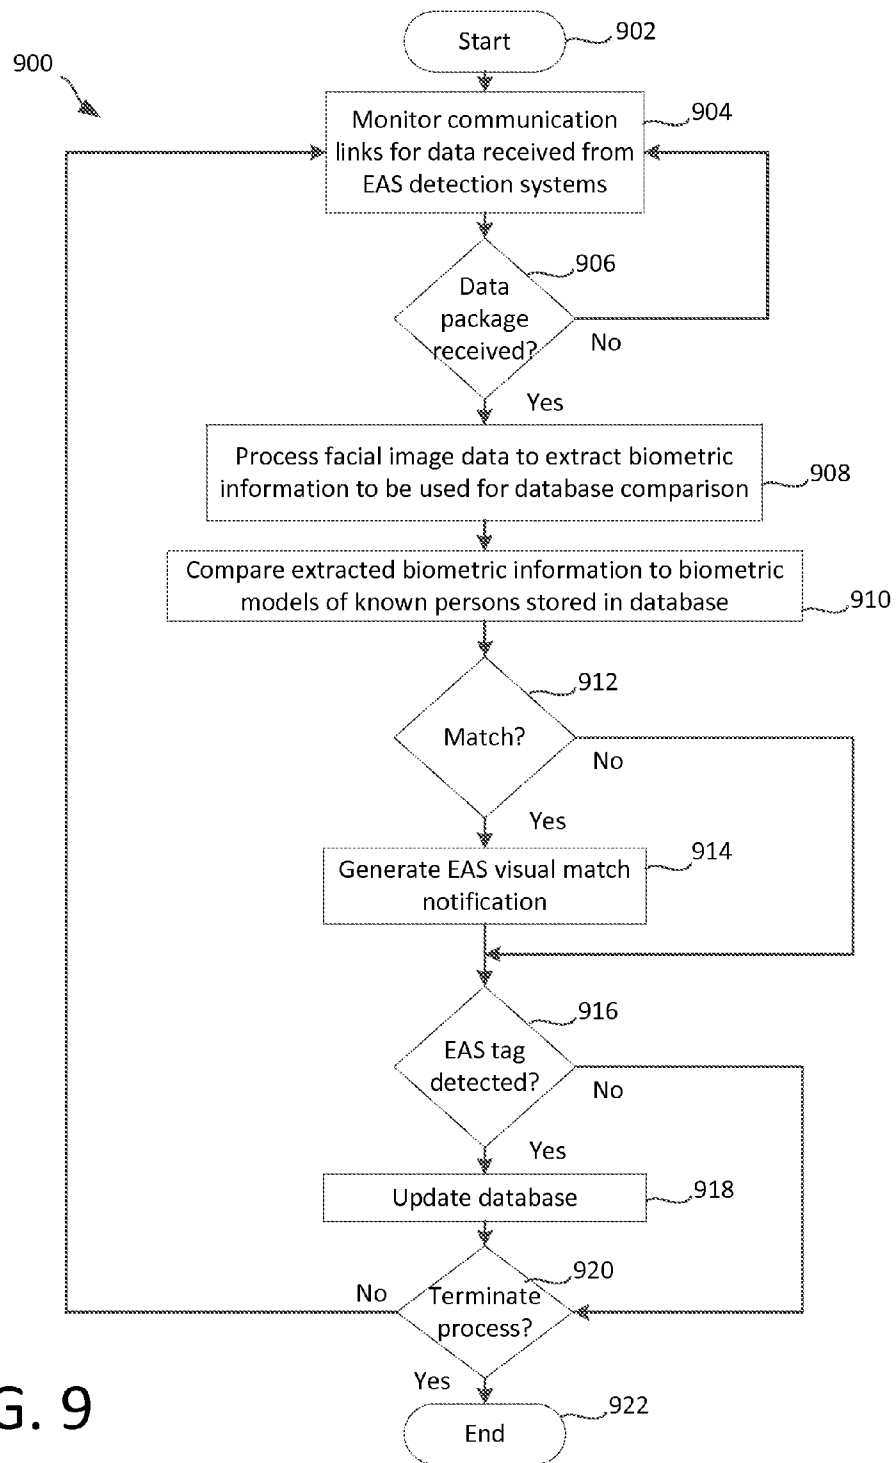 Start
902
900
904
Monitor communication
links for data received from
EAS detection systems
906
Data
package
received?
No
Yes
Process facial image data to extract biometric
information to be used for database comparison
908
Compare extracted biometric information to biometric
models of known persons stored in database
910
912
Match?
No
Yes
Generate EAS visual match
notification
914
916
EAS tag
detected?
No
Yes
Update database
918
920
No
Terminate
process?
Yes
922
End
G. 9